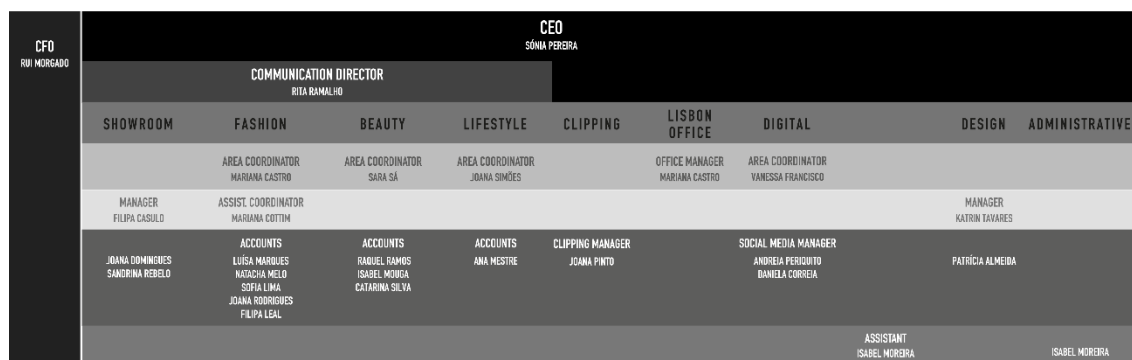 CFO
RUI MORGADO
CEO
SÓNIA PEREIRA
COMMUNICATION DIRECTOR
RITA RAMALHO
SHOWROOM
FASHION
BEAUTY
LIFESTYLE
CLIPPING
LISBON
OFFICE
DIGITAL
DESIGN
ADMINISTRATIVE
AREA COORDINATOR
MARIANA CASTRO
AREA COORDINATOR
SARA SÁ
AREA COORDINATOR
JOANA SIMÕES
OFFICE MANAGER
MARIANA CASTRO
AREA COORDINATOR
VANESSA FRANCISCO
MANAGER
FILIPA CASULO
ASSIST. COORDINATOR
MARIANA COTTIM
MANAGER
KATRIN TAVARES
JOANA DOMINGUES
SANDRINA REBELO
ACCOUNTS
LUÍSA MARQUES
NATACHA MELO
SOFIA LIMA
JOANA RODRIGUES
FILIPA LEAL
ACCOUNTS
RAQUEL RAMOS
ISABEL MOUGA
CATARINA SILVA
ACCOUNTS
ANA MESTRE
CLIPPING MANAGER
JOANA PINTO
SOCIAL MEDIA MANAGER
ANDREIA PERIQUITO
DANIELA CORREIA
PATRÍCIA ALMEIDA
ASSISTANT
ISABEL MOREIRA
ISABEL MOREIRA